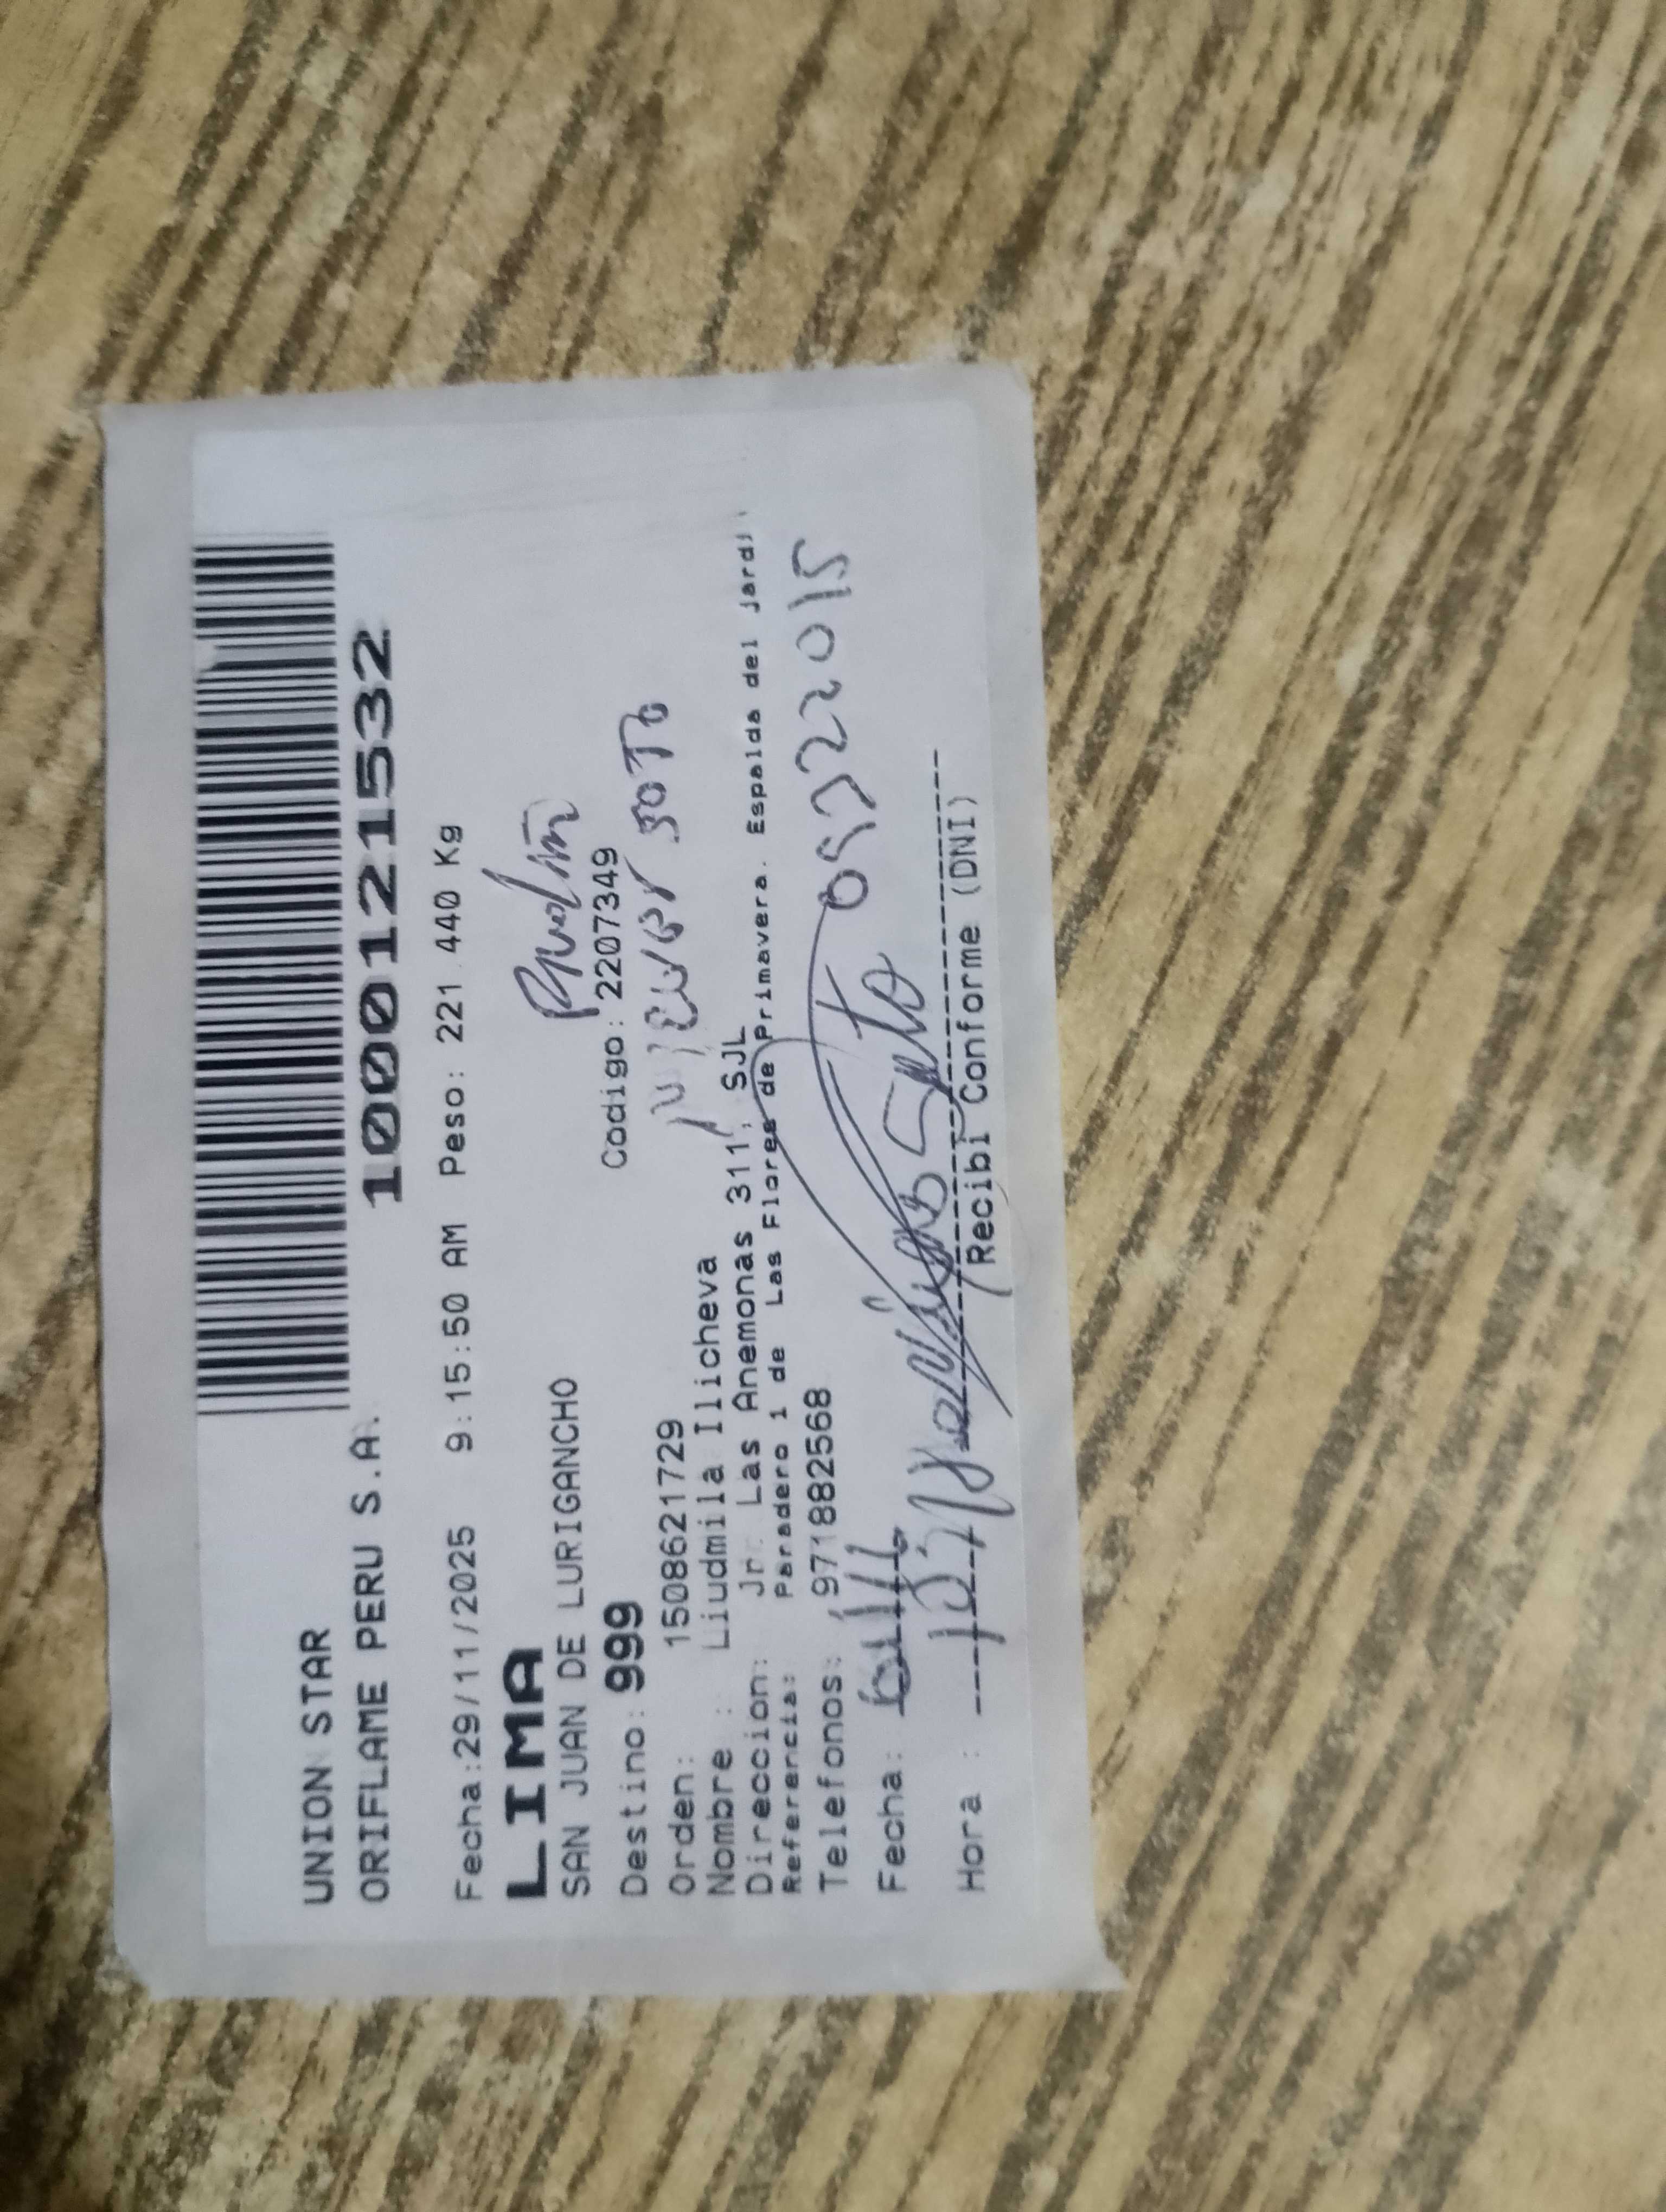 UNION STAR
ORIFLAME PERU S.A. 1000121532
Fecha:29/11/2025 9:15:50 AM Peso: 221.440 Kg
LIMA
SAN JUAN DE LURIGANCHO
Destino: 999 Codigo: 2207349
Orden: 1508621729 soto
Nombre : Liudmila Ilicheva
Direccion: Jr. Las Anemonas 311, SJL
Referencia: Paradero 1 de Las Flores de Primavera. Espalda del jardi
Telefonos: 971882568
Fecha:
Hora : Soto
Recibi Conforme (DNI)